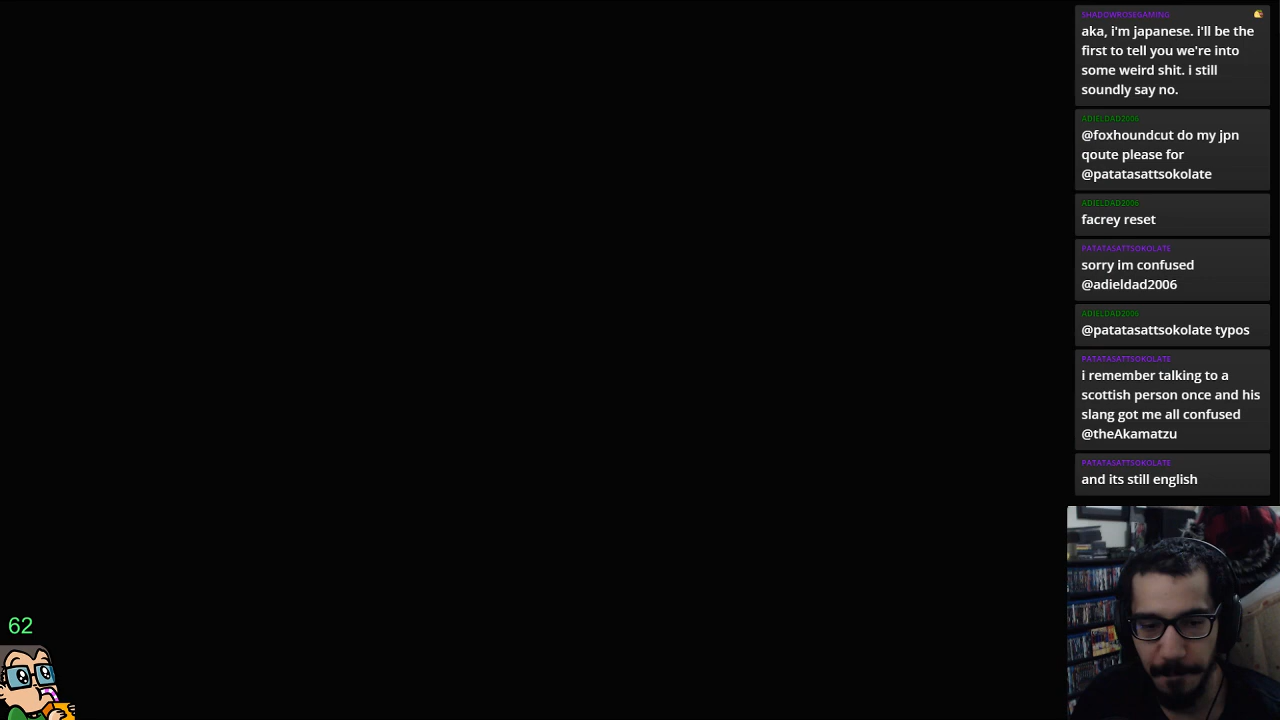 SHADOWROSEGAMING
aka, i'm japanese. i'll be the
first to tell you we're into
some weird shit. i still
soundly say no.
ADIELDAD2006
@foxhoundcut do my jpn
qoute please for
@patatasattsokolate
ADIELDAD2006
facrey reset
PATATASATTSOKOLATE
sorry im confused
@adieldad2006
ADIELDAD2006
@patatasattsokolate typos
PATATASATTSOKOLATE
i remember talking to a
scottish person once and his
slang got me all confused
@theAkamatzu
PATATASATTSOKOLATE
and its still english
62